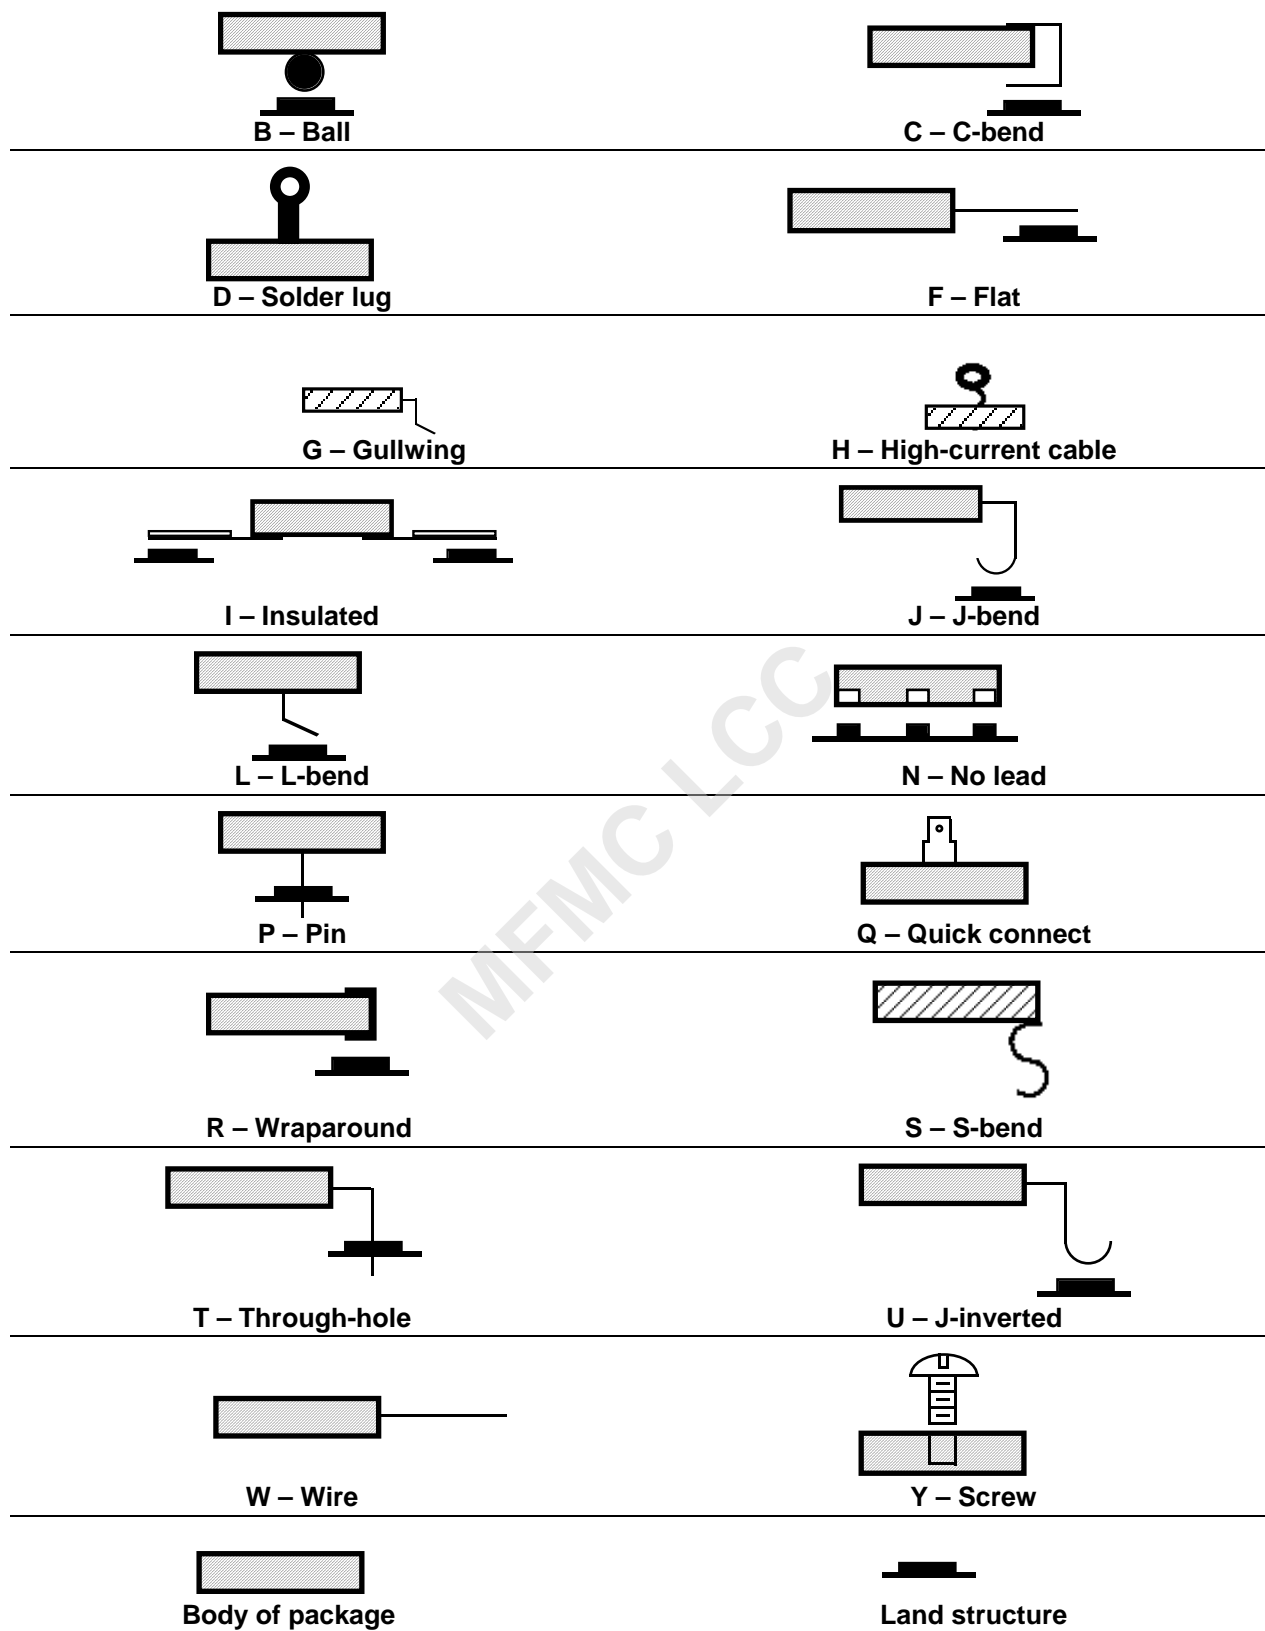 B – Ball
C – C-bend
D – Solder lug
F – Flat
G – Gullwing
H – High-current cable
I – Insulated
J – J-bend
L – L-bend
N – No lead
P – Pin
Q – Quick connect
R – Wraparound
S – S-bend
T – Through-hole
U – J-inverted
W – Wire
Y – Screw
Body of package
Land structure
MFMC LCC